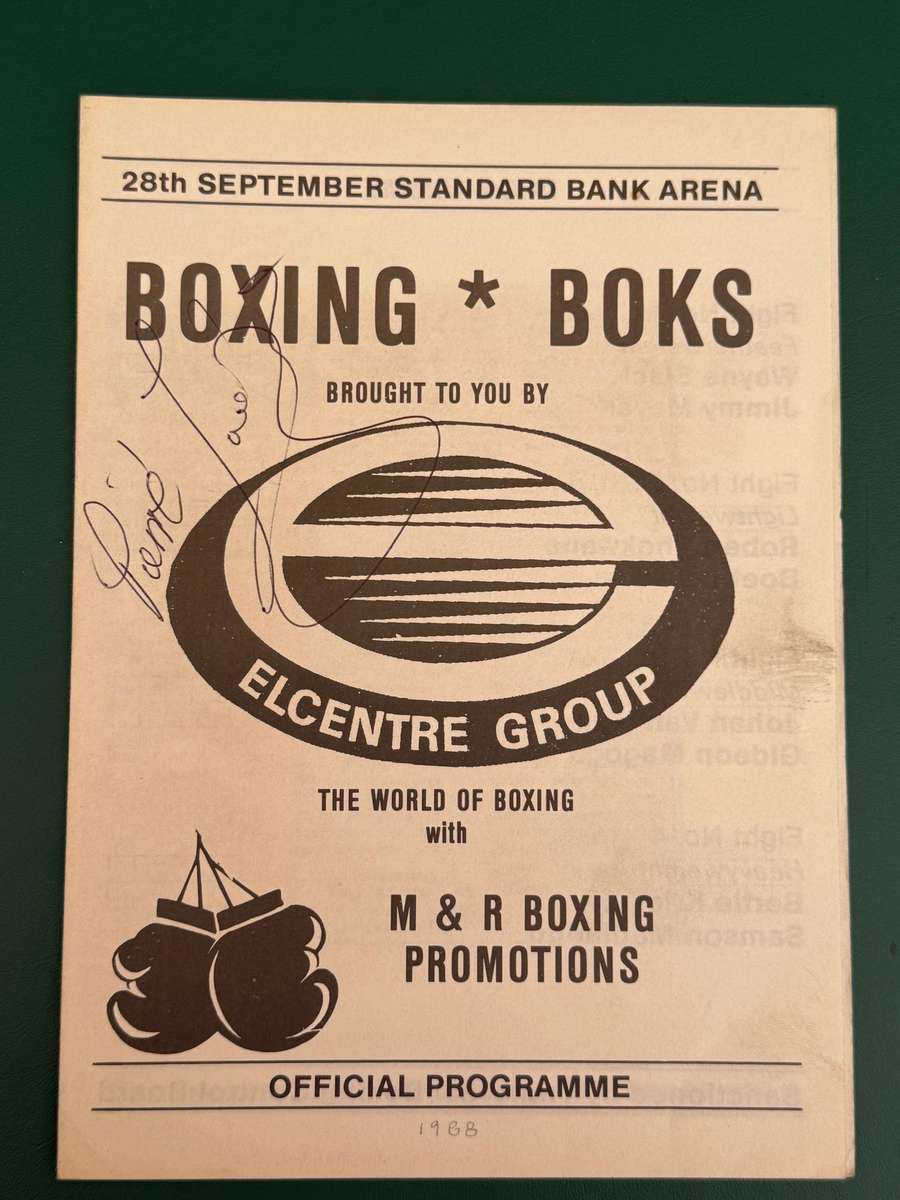 28th SEPTEMBER STANDARD BANK ARENA
BOXING * BOKS
BROUGHT TO YOU BY
Pierre
ELCENTRE GROUP
THE WORLD OF BOXING
with
M & R BOXING
PROMOTIONS
OFFICIAL PROGRAMME
1988